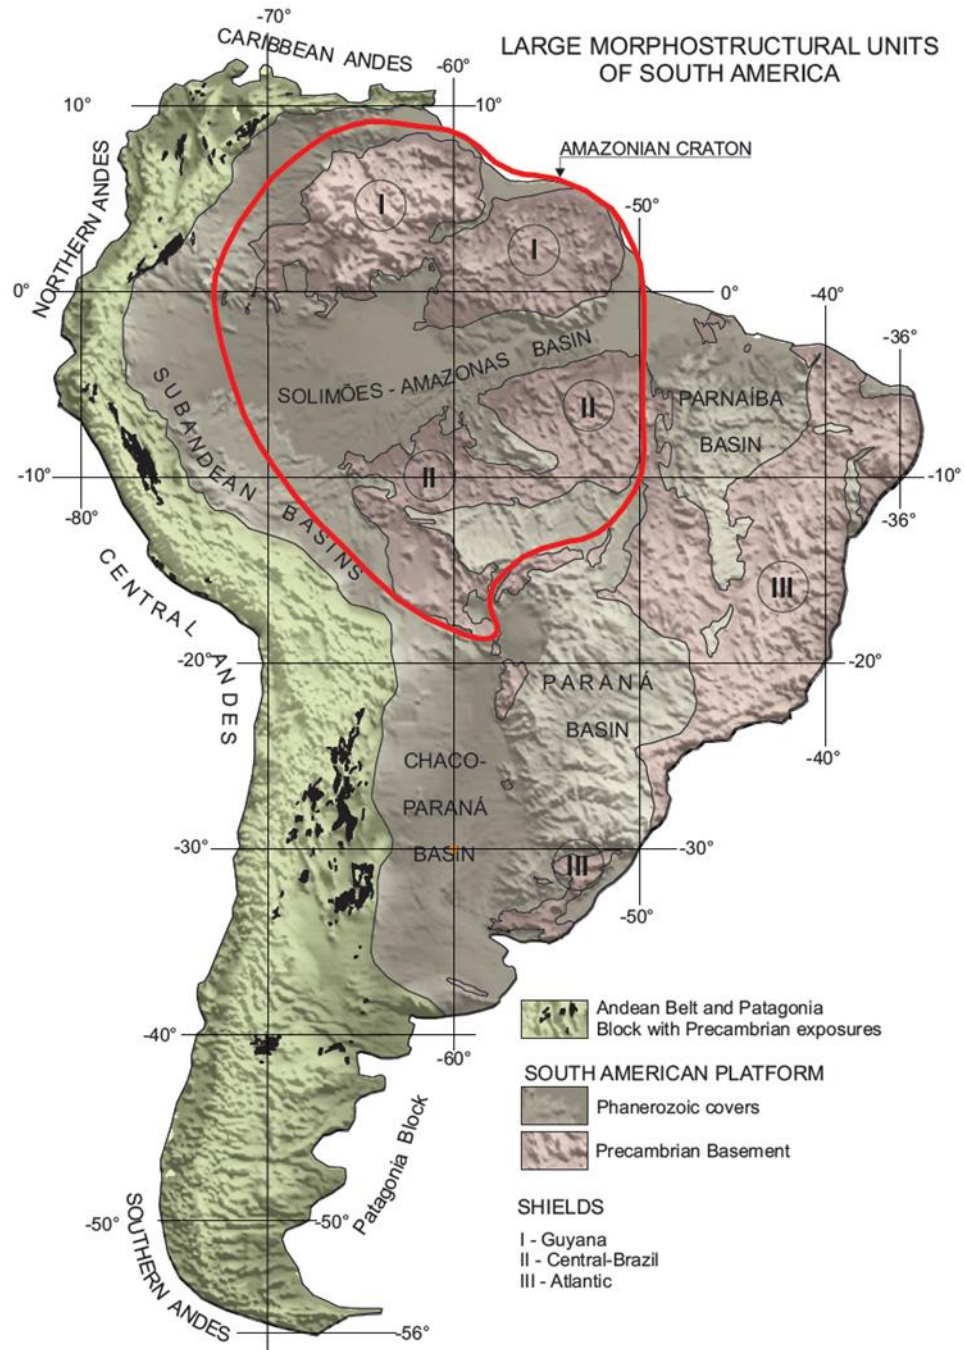 -70°
CARIBBEAN ANDES
-60°
LARGE MORPHOSTRUCTURAL UNITS
OF SOUTH AMERICA
10°
10°
AMAZONIAN CRATON
NORTHERN ANDES
I
-50°
I
0°
0°
-40°
-36°
SOLIMÕES - AMAZONAS BASIN
SUBANDEAN BASINS
II
PARNAÍBA
BASIN
II
-10°
-10°
-80°
-36°
CENTRAL ANDES
III
-20°
-20°
PARANÁ
BASIN
-40°
CHACO-
PARANÁ
BASIN
-30°
-30°
III
-50°
Andean Belt and Patagonia
Block with Precambrian exposures
-40°
-60°
SOUTH AMERICAN PLATFORM
Phanerozoic covers
Precambrian Basement
Patagonia Block
SHIELDS
-50°
-50°
I - Guyana
II - Central-Brazil
III - Atlantic
SOUTHERN ANDES
-56°